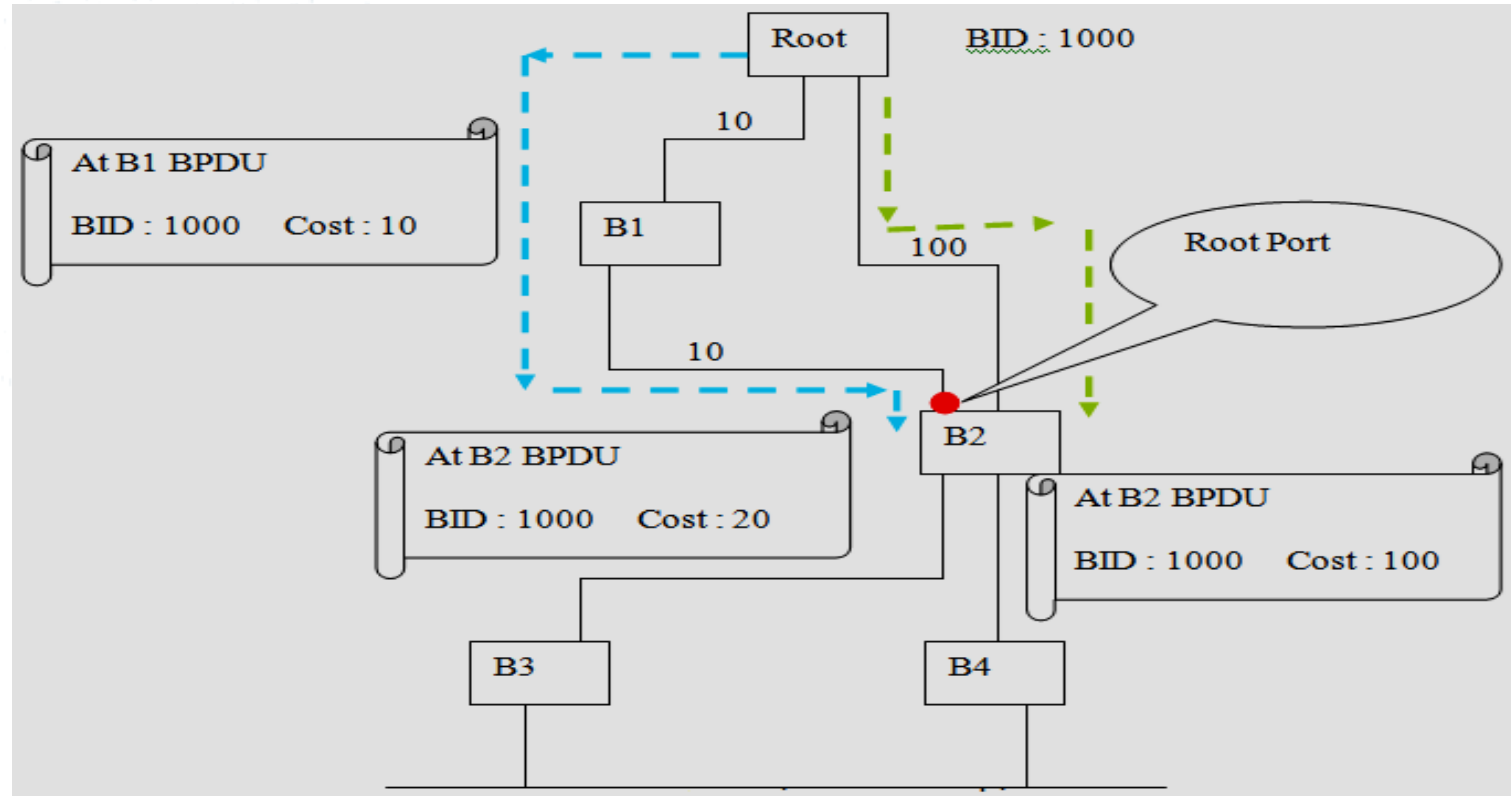 Root
BID : 1000
10
At B1 BPDU
BID : 1000 Cost : 10
B1
100
Root Port
10
B2
At B2 BPDU
BID : 1000 Cost : 20
At B2 BPDU
BID : 1000 Cost : 100
B3
B4